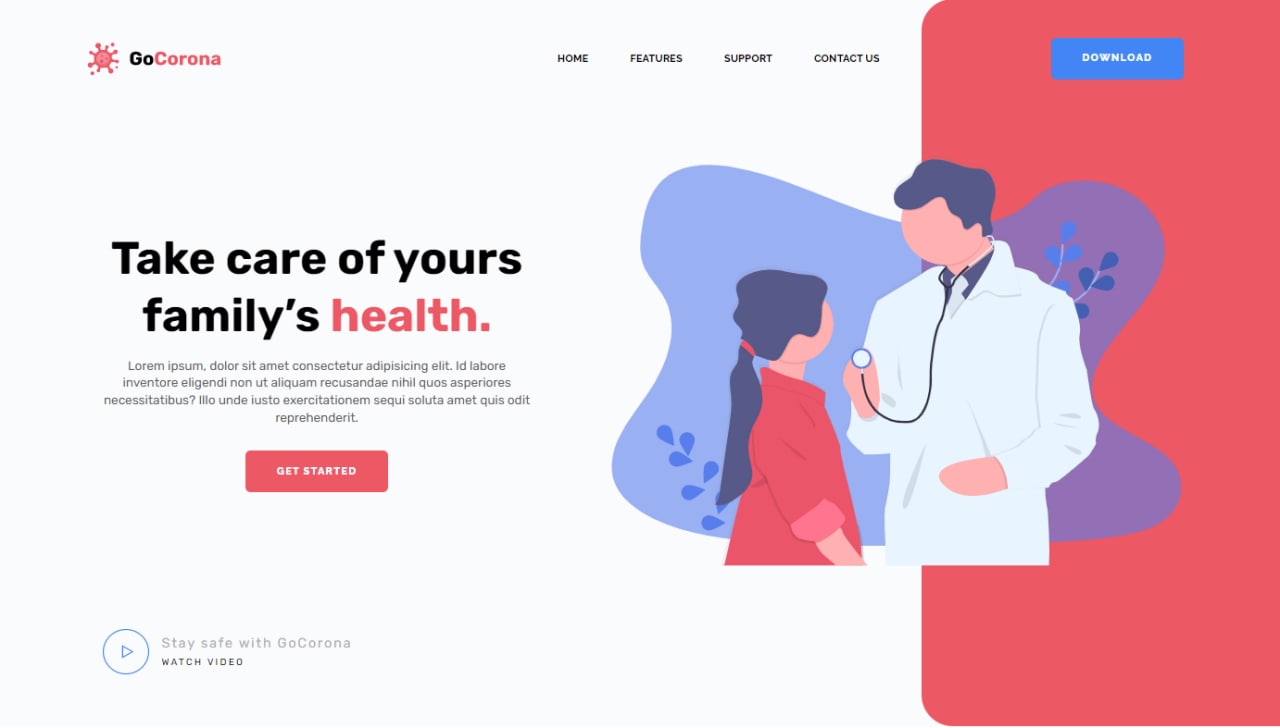 GoCorona
HOME FEATURES SUPPORT CONTACT US
DOWNLOAD
Take care of yours
family’s health.
Lorem ipsum, dolor sit amet consectetur adipisicing elit. Id labore
inventore eligendi non ut aliquam recusandae nihil quos asperiores
necessitatibus? Illo unde iusto exercitationem sequi soluta amet quis odit
reprehenderit.
GET STARTED
Stay safe with GoCorona
WATCH VIDEO